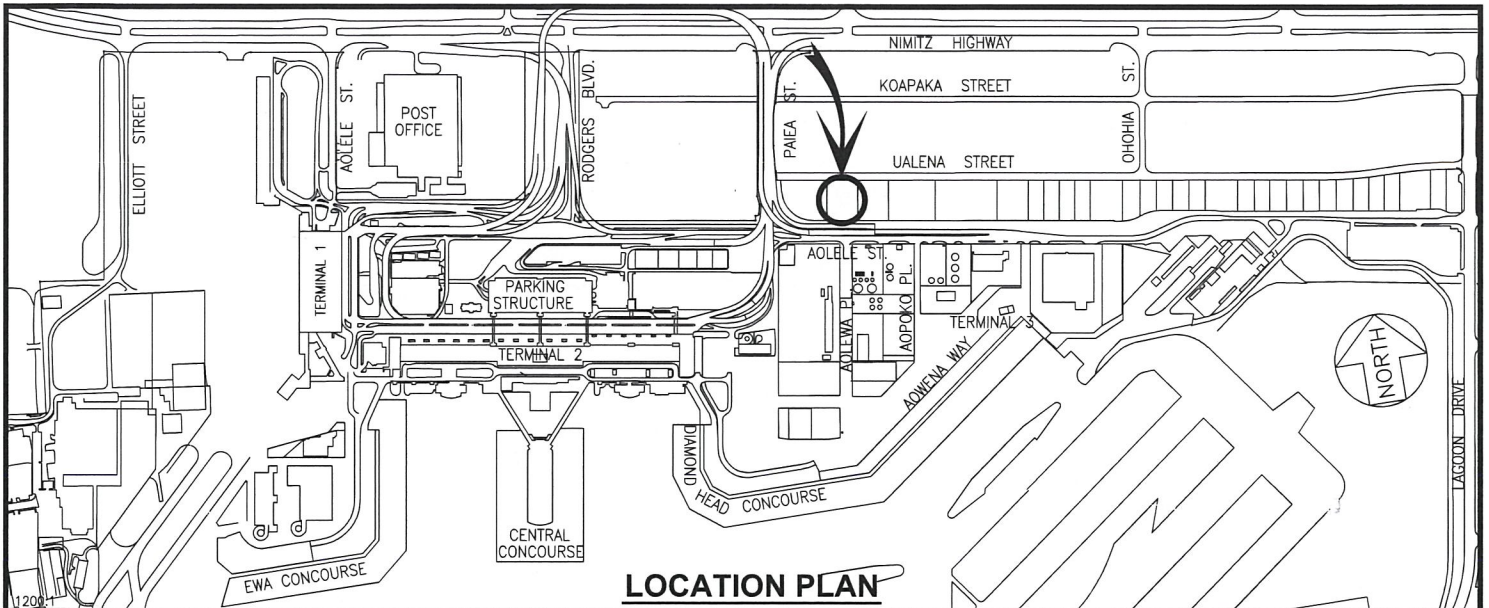 NIMITZ HIGHWAY
KOAPAKA STREET
UALENA STREET
PAIEA ST.
OHOHIA ST.
RODGERS BLVD.
POST
OFFICE
AOLELE ST.
ELLIOTT STREET
TERMINAL 1
PARKING
STRUCTURE
TERMINAL 2
AOLELE ST.
AOLEWA PL.
AOPOKO PL.
TERMINAL 3
AOWENA WAY
NORTH
LAGOON DRIVE
DIAMOND
HEAD CONCOURSE
CENTRAL
CONCOURSE
EWA CONCOURSE
LOCATION PLAN
1200:1